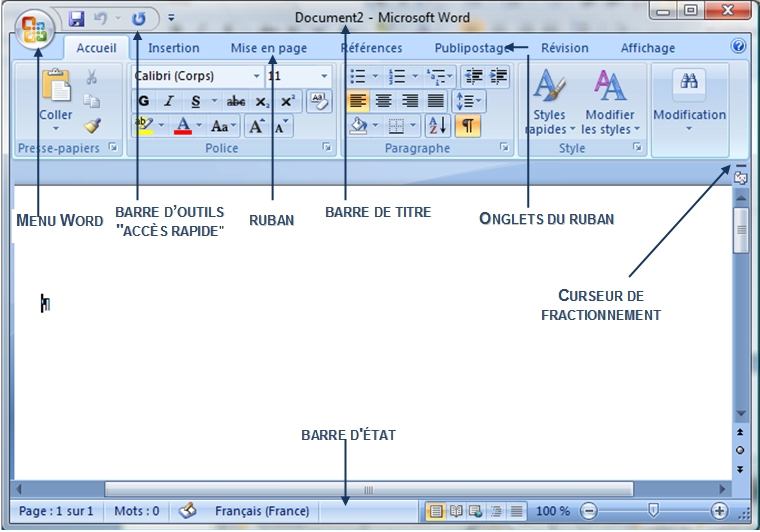 Document2 - Microsoft Word
Accueil Insertion Mise en page Références Publipostage Révision Affichage
Calibri (Corps) 11
Coller
G I S abc x₂ x² AB
ab A Aa A A A Z ¶
Styles rapides
Modifier les styles
Modification
Presse-papiers Police Paragraphe Style
MENU WORD
BARRE D'OUTILS
"ACCÈS RAPIDE"
RUBAN
BARRE DE TITRE
ONGLETS DU RUBAN
¶
CURSEUR DE
FRACTIONNEMENT
BARRE D'ÉTAT
Page : 1 sur 1 Mots : 0 Français (France) 100 %